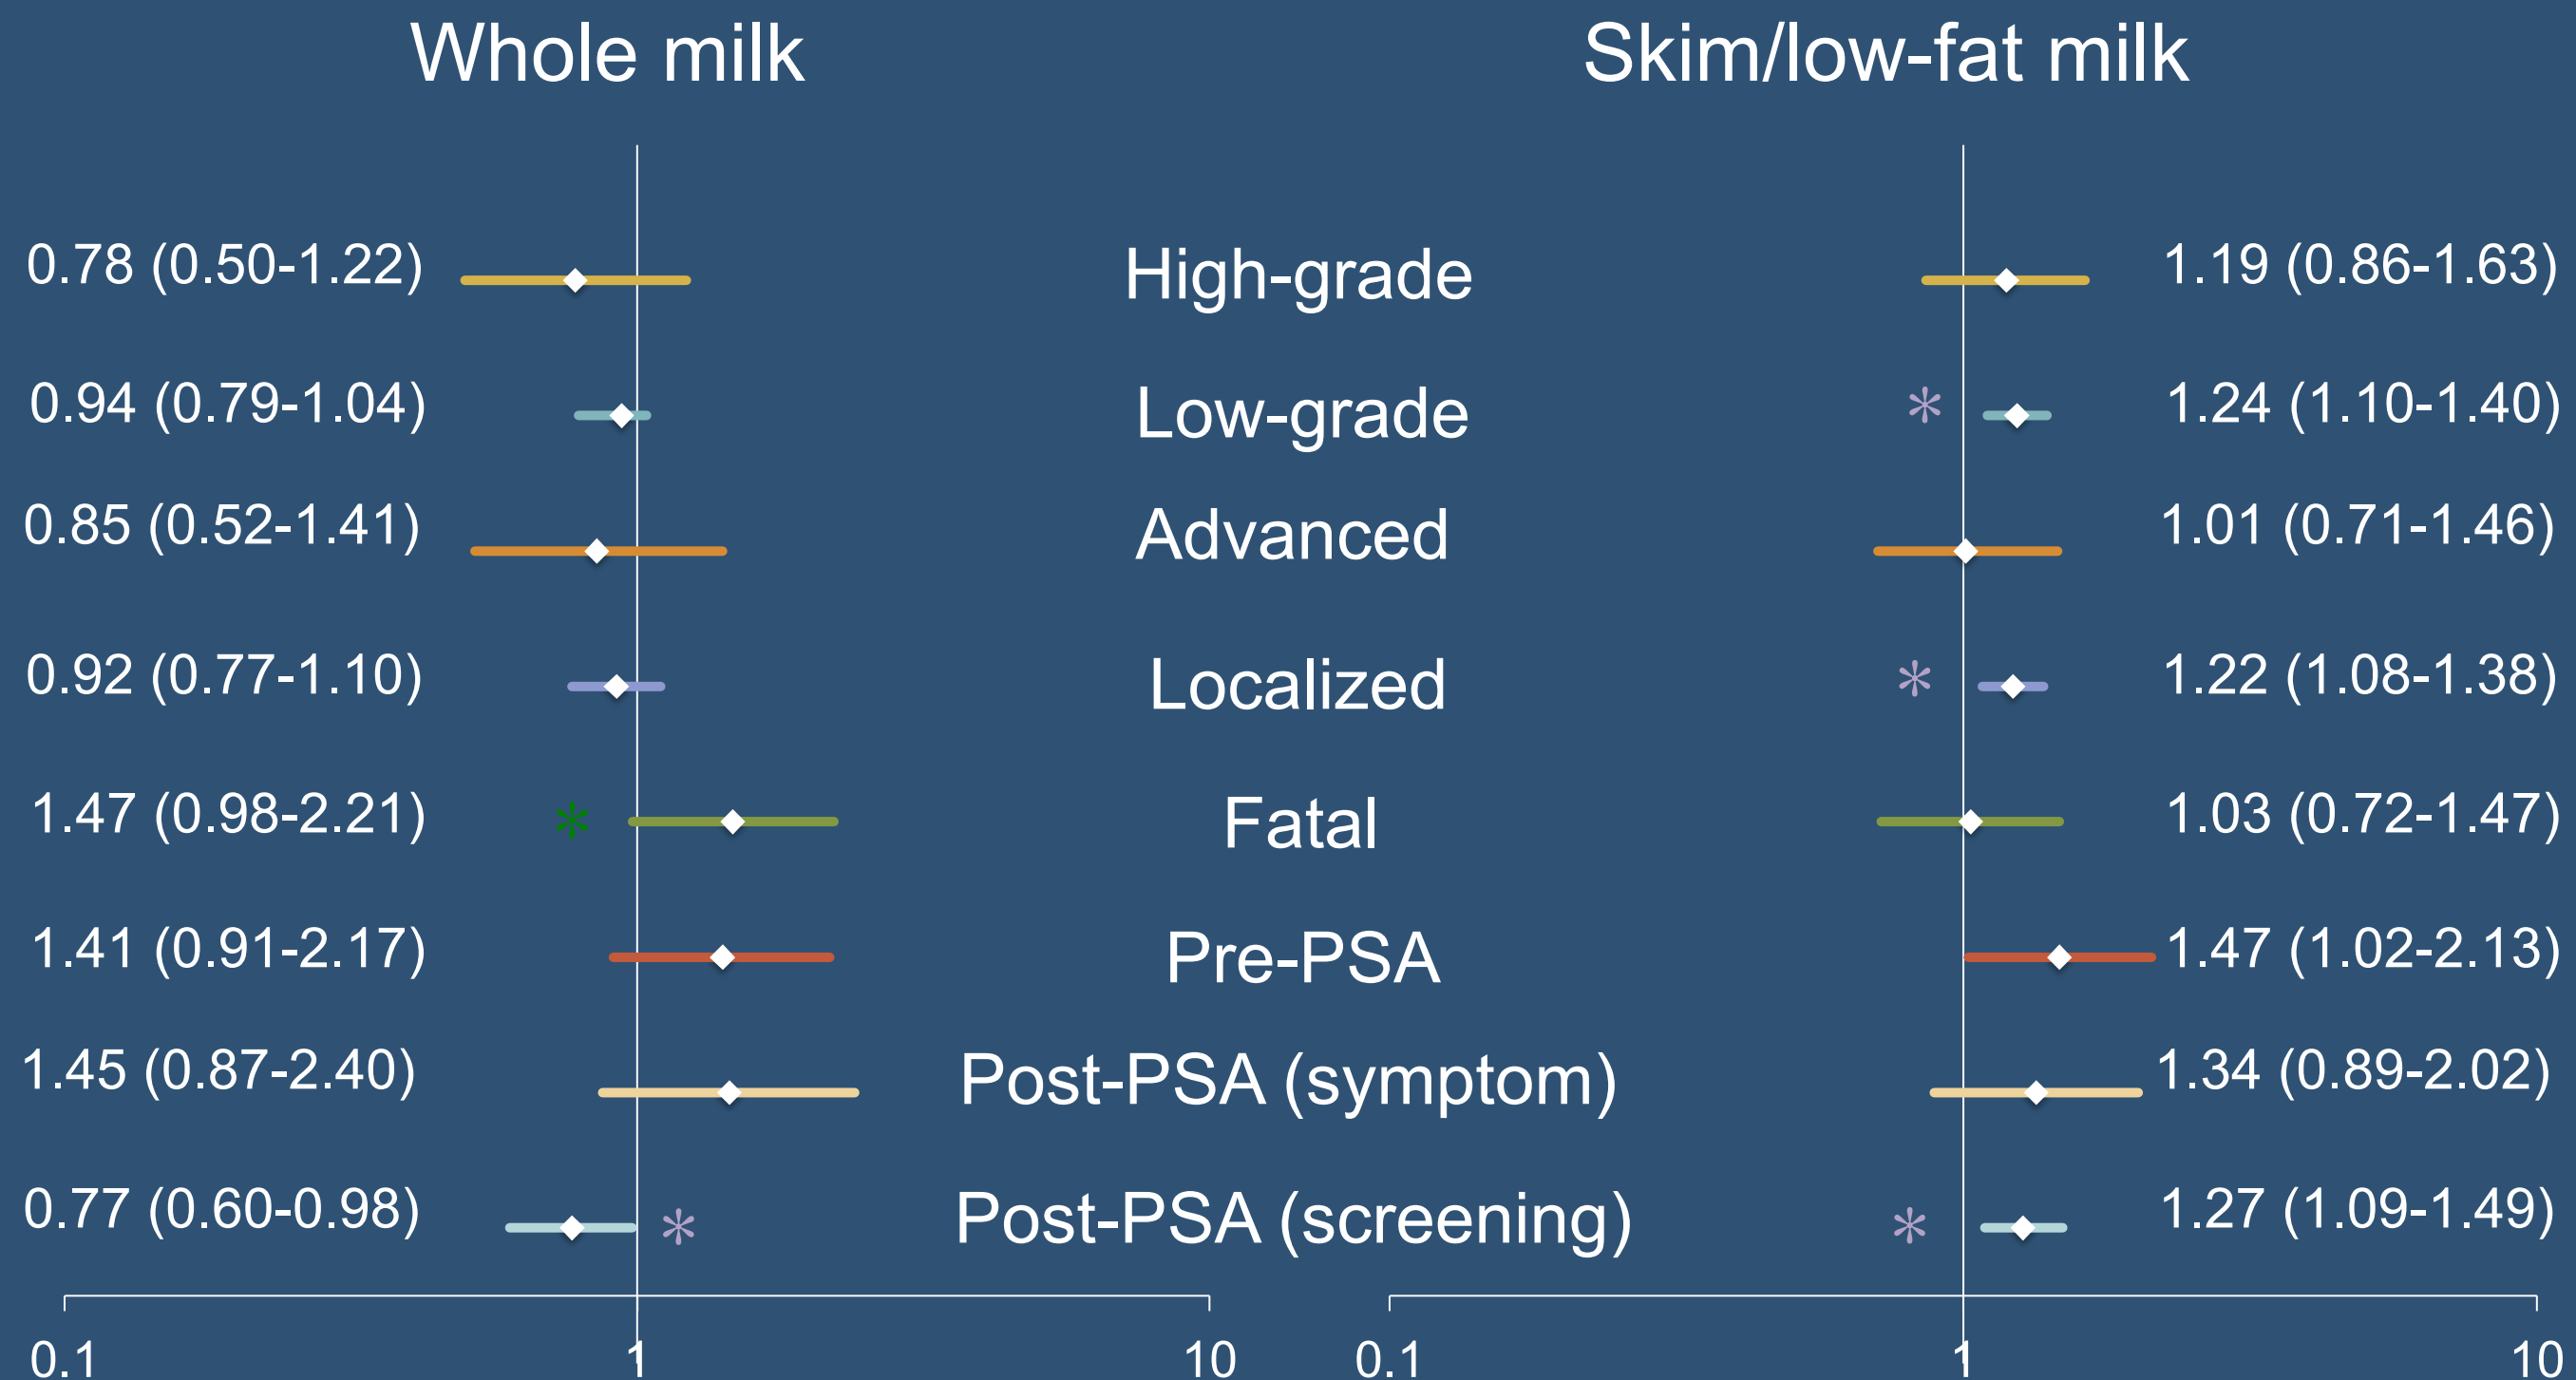 Whole milk
Skim/low-fat milk
0.78 (0.50-1.22)
High-grade
1.19 (0.86-1.63)
0.94 (0.79-1.04)
Low-grade
*
1.24 (1.10-1.40)
0.85 (0.52-1.41)
Advanced
1.01 (0.71-1.46)
0.92 (0.77-1.10)
Localized
*
1.22 (1.08-1.38)
1.47 (0.98-2.21)
*
Fatal
1.03 (0.72-1.47)
1.41 (0.91-2.17)
Pre-PSA
1.47 (1.02-2.13)
1.45 (0.87-2.40)
Post-PSA (symptom)
1.34 (0.89-2.02)
0.77 (0.60-0.98)
*
Post-PSA (screening)
*
1.27 (1.09-1.49)
0.1
1
10
0.1
1
10